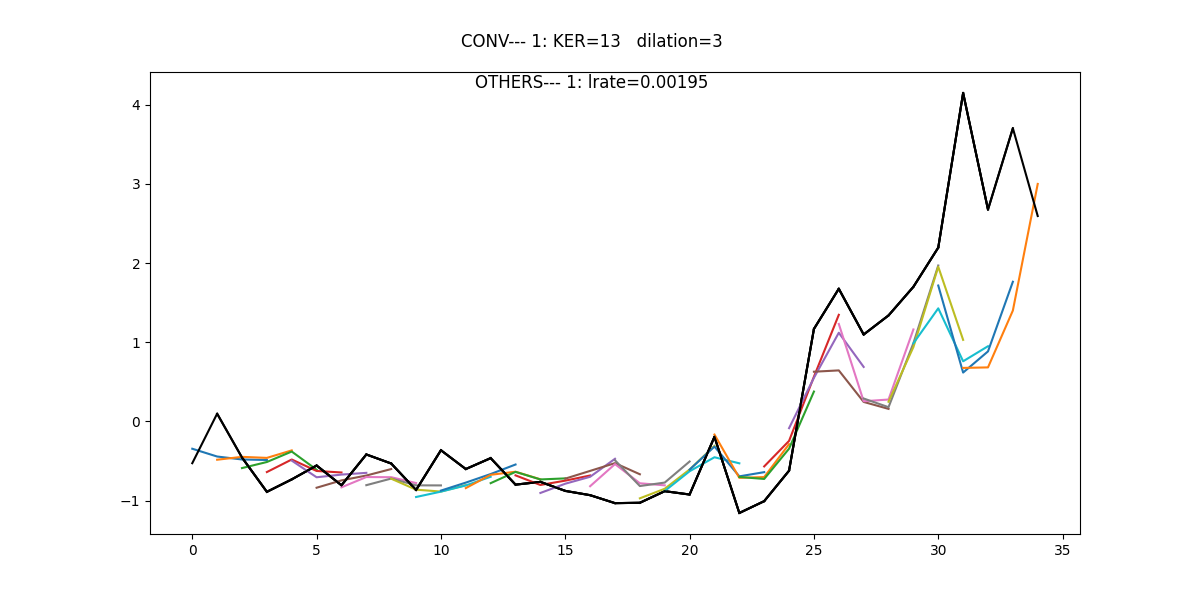 CONV--- 1: KER=13   dilation=3
OTHERS--- 1: lrate=0.00195
4
3
2
1
0
−1
0 5 10 15 20 25 30 35